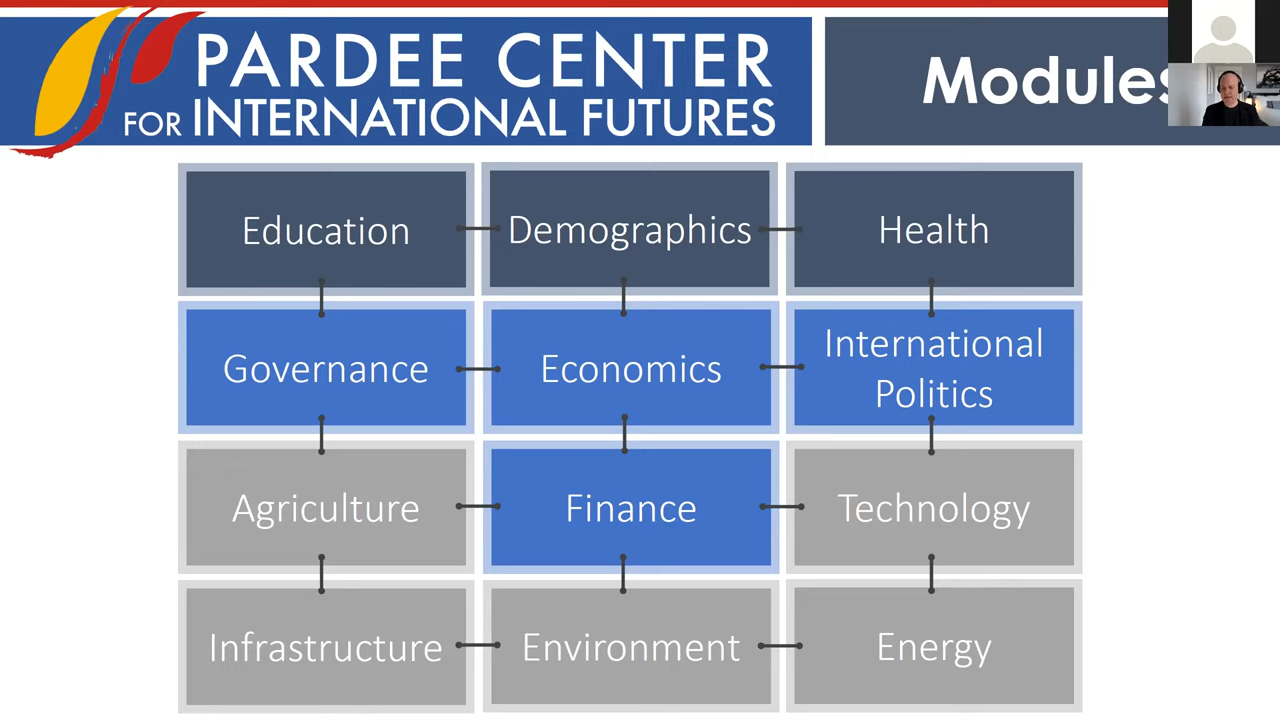 PARDEE CENTER
FOR INTERNATIONAL FUTURES
Modules
Education
Demographics
Health
Governance
Economics
International
Politics
Agriculture
Finance
Technology
Infrastructure
Environment
Energy